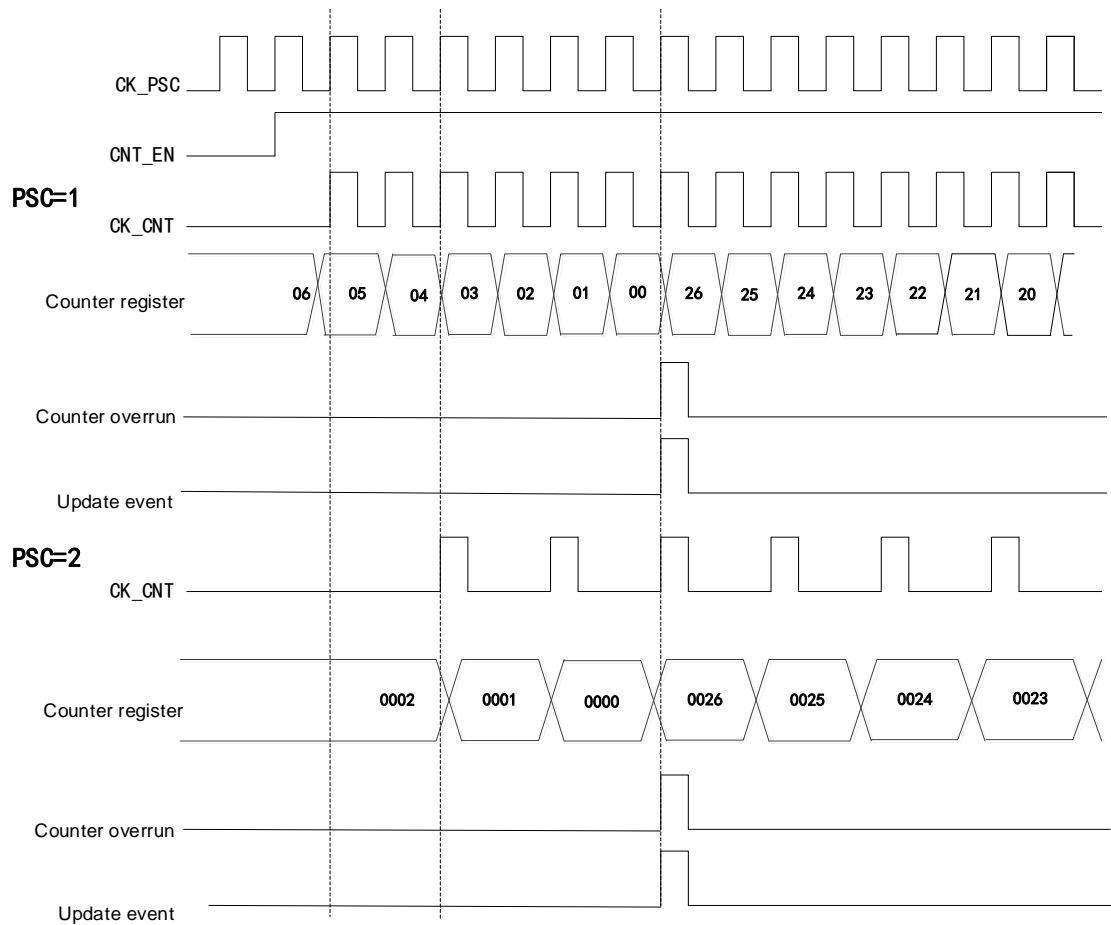 CK_PSC
CNT_EN
PSC=1
CK_CNT
Counter register 06 05 04 03 02 01 00 26 25 24 23 22 21 20
Counter overrun
Update event
PSC=2
CK_CNT
Counter register 0002 0001 0000 0026 0025 0024 0023
Counter overrun
Update event